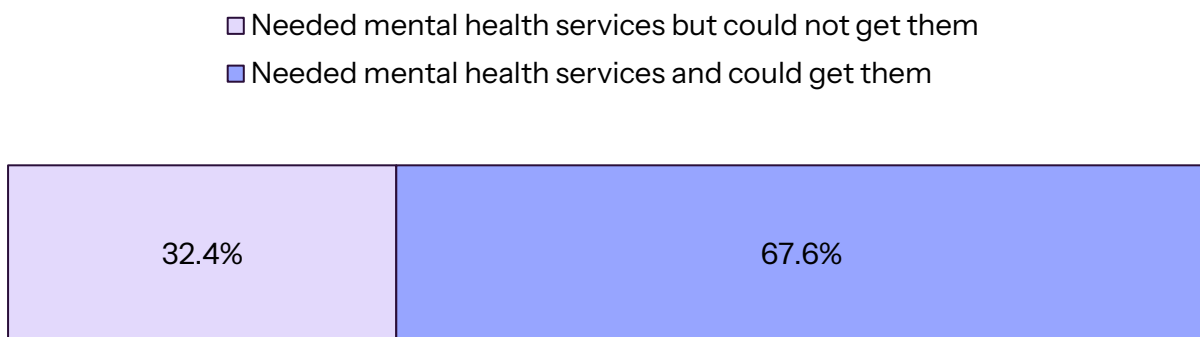 Needed mental health services but could not get them
Needed mental health services and could get them
32.4%
67.6%